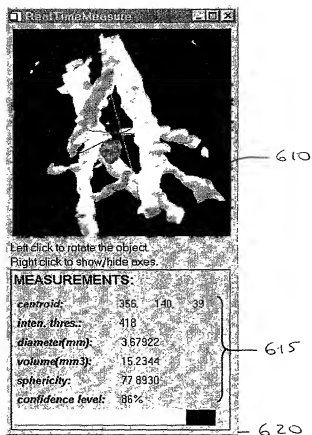 RealTimeMeasure
610
Left click to rotate the object.
Right click to show/hide axes.
MEASUREMENTS:
centroid: 356 140 39
inten. thres.: 418
diameter(mm): 3.67922
volume(mm3): 15.2344
sphericity: 77.8930
confidence level: 86%
615
620